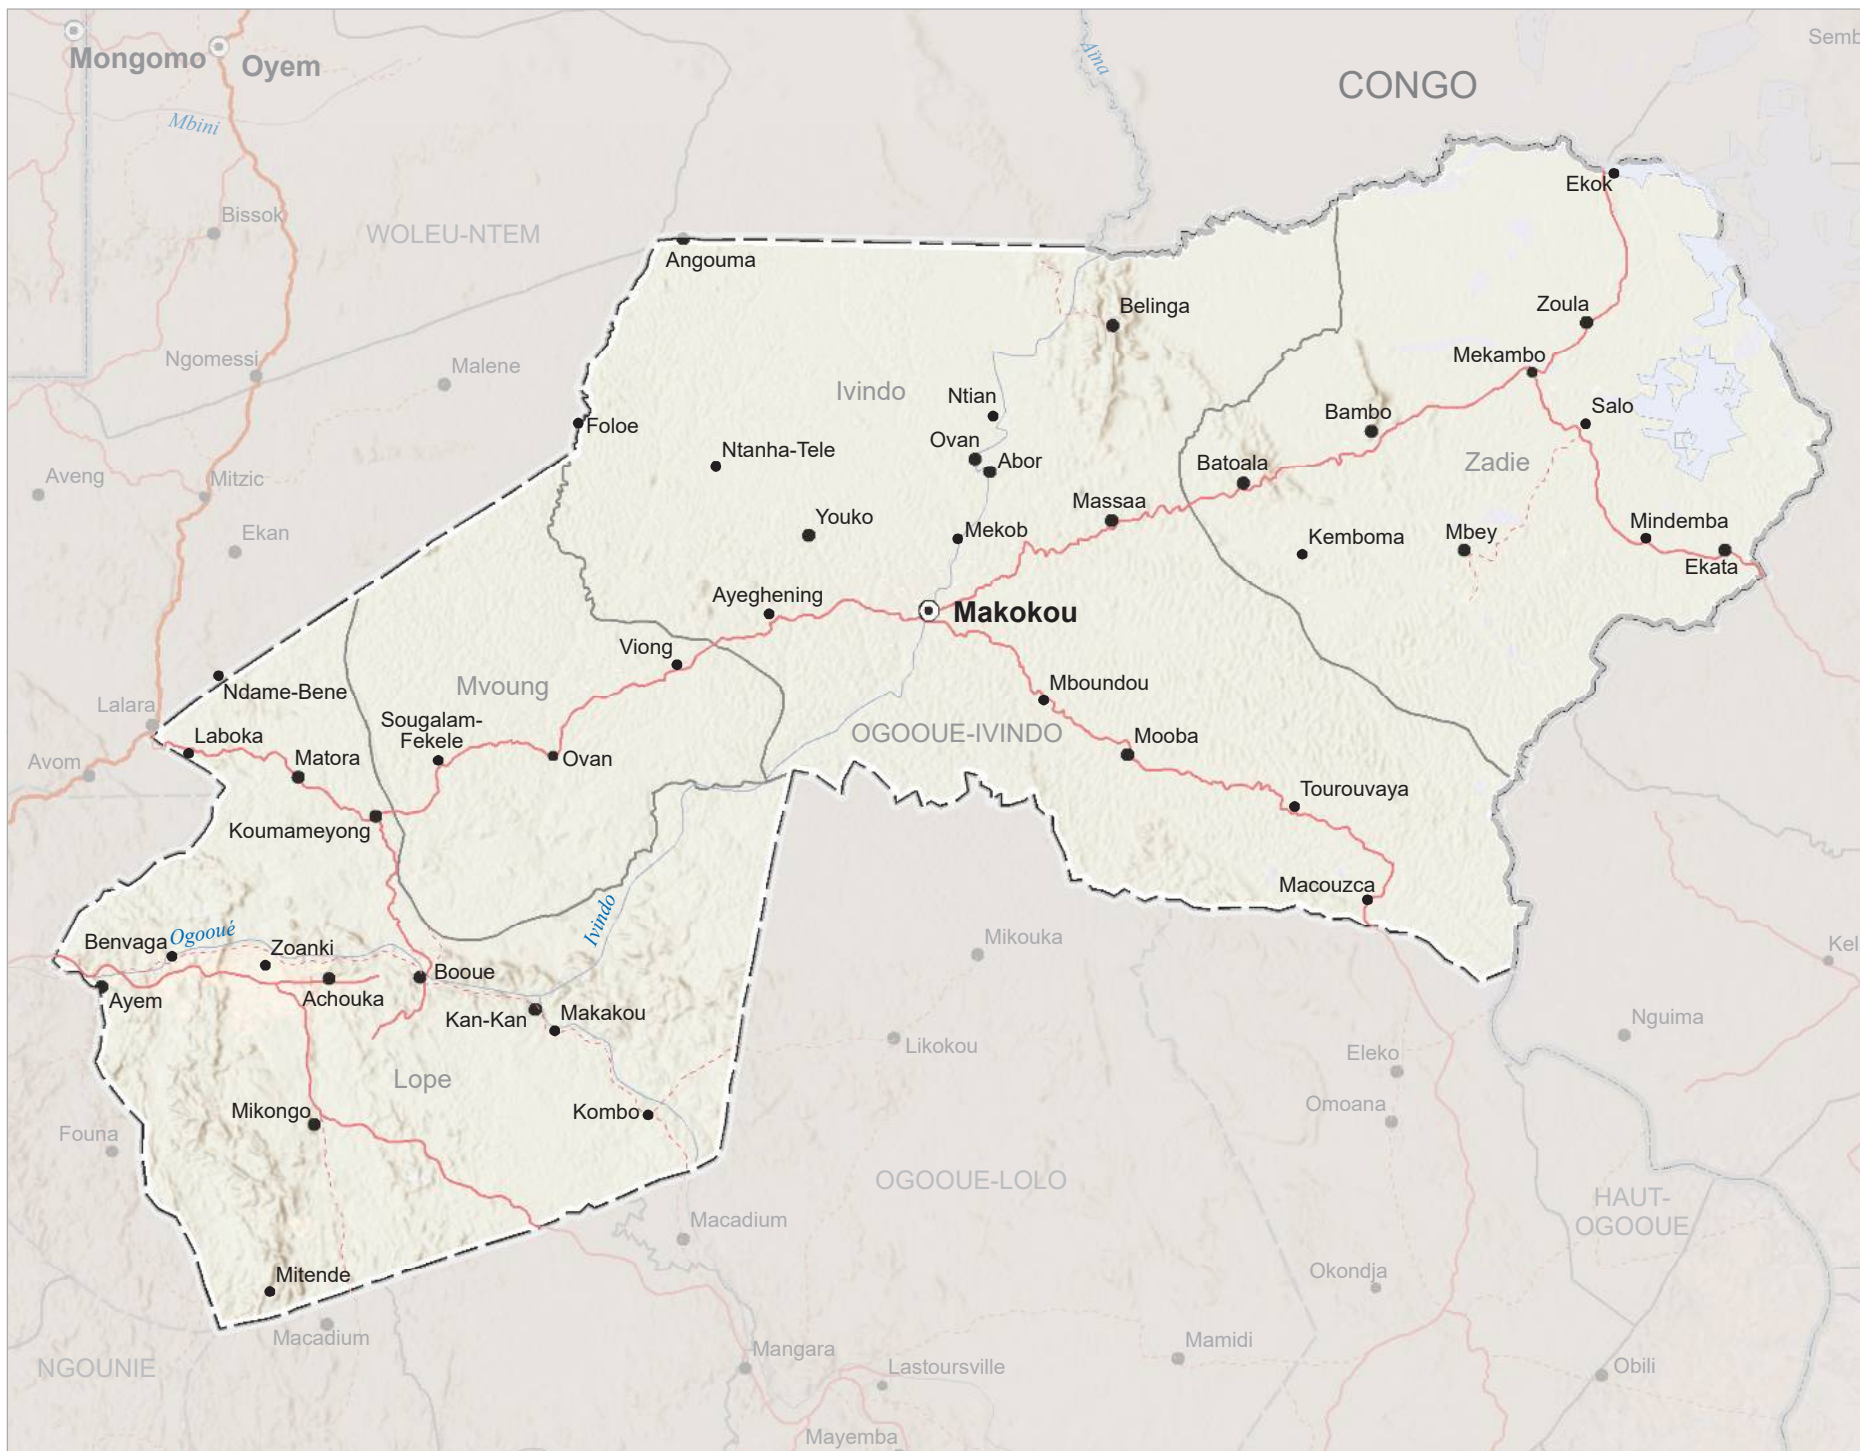 Semb
Mongomo
Oyem
Aïna
CONGO
Mbini
Ekok
Bissok
WOLEU-NTEM
Angouma
Belinga
Zoula
Ngomessi
Malene
Mekambo
Ivindo
Ntian
Bambo
Salo
Foloe
Ovan
Ntanha-Tele
Abor
Batoala
Zadie
Aveng
Mitzic
Massaa
Youko
Mekob
Mindemba
Ekan
Kemboma
Mbey
Ekata
Ayeghening
Makokou
Viong
Mvoung
Mboundou
Ndame-Bene
Lalara
Sougalam-
Fekele
OGOOUE-IVINDO
Laboka
Mooba
Matora
Ovan
Avom
Tourouvaya
Koumameyong
Macouzca
Ivindo
Ogooué
Benvaga
Zoanki
Mikouka
Kel
Booue
Ayem
Achouka
Kan-Kan
Makakou
Nguima
Likokou
Eleko
Lope
Mikongo
Kombo
Omoana
Founa
OGOOUE-LOLO
HAUT-
OGOOUE
Macadium
Mitende
Okondja
Macadium
Mangara
Mamidi
NGOUNIE
Lastoursville
Obili
Mayemba